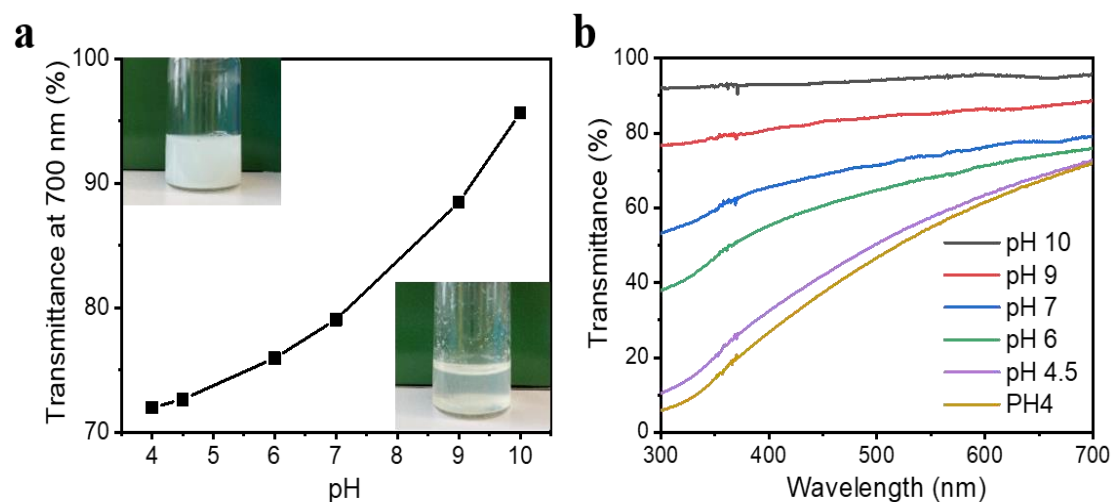 a
Transmittance at 700 nm (%)
100
90
80
70
4 5 6 7 8 9 10
pH
b
Transmittance (%)
100
80
60
40
20
0
pH 10
pH 9
pH 7
pH 6
pH 4.5
PH4
300 400 500 600 700
Wavelength (nm)